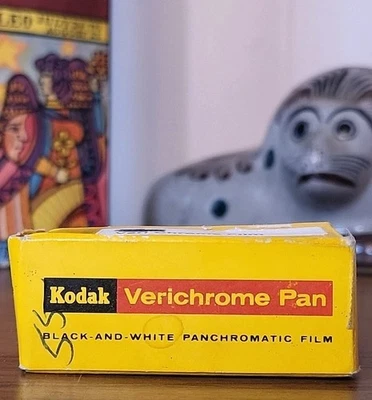 Kodak Verichrome Pan
BLACK-AND-WHITE PANCHROMATIC FILM